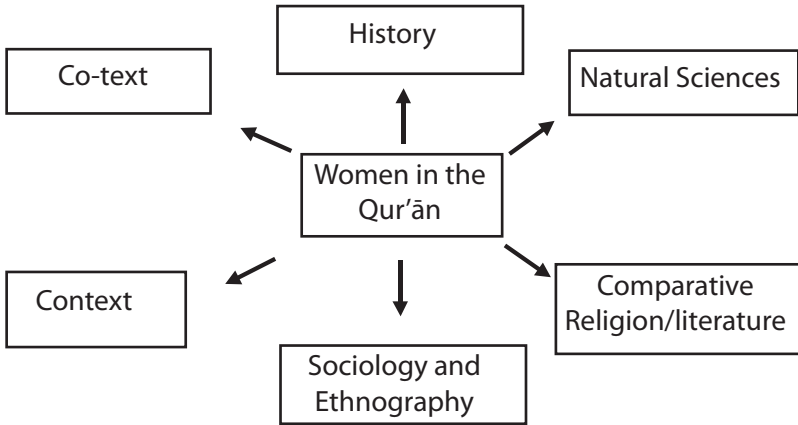 History
Co-text
Natural Sciences
Women in the
Qur’ān
Context
Comparative
Religion/literature
Sociology and
Ethnography